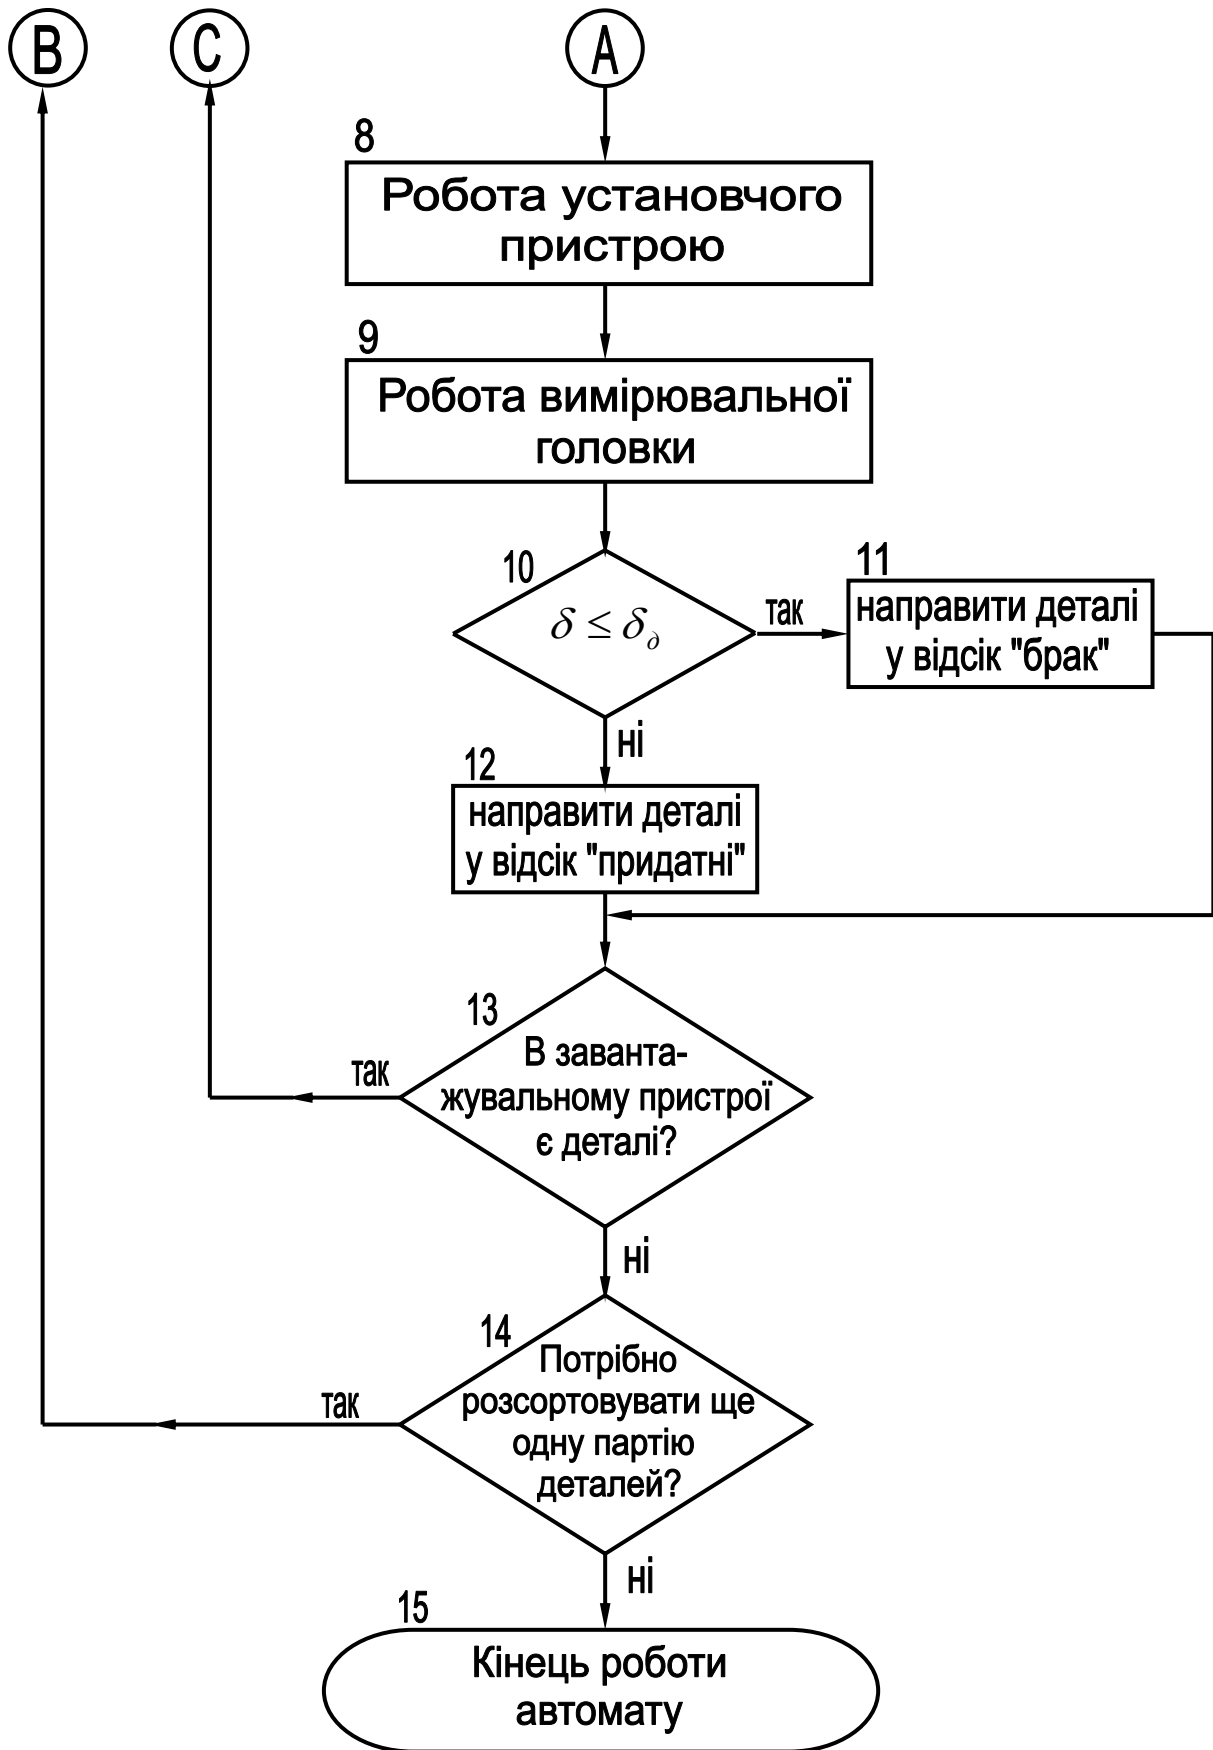 B
C
A
8
Робота установчого
пристрою
9
Робота вимірювальної
головки
10
δ ≤ δ∂
так
11
направити деталі
у відсік "брак"
ні
12
направити деталі
у відсік "придатні"
13
В заванта-
жувальному пристрої
є деталі?
так
ні
14
Потрібно
розсортовувати ще
одну партію
деталей?
так
ні
15
Кінець роботи
автомату